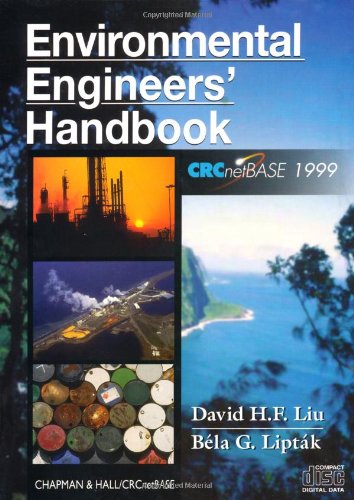 Environmental
Engineers'
Handbook
CRCnetBASE 1999
David H.F. Liu
Béla G. Lipták
CHAPMAN & HALL/CRCnetBASE
COMPACT
disc
DIGITAL DATA